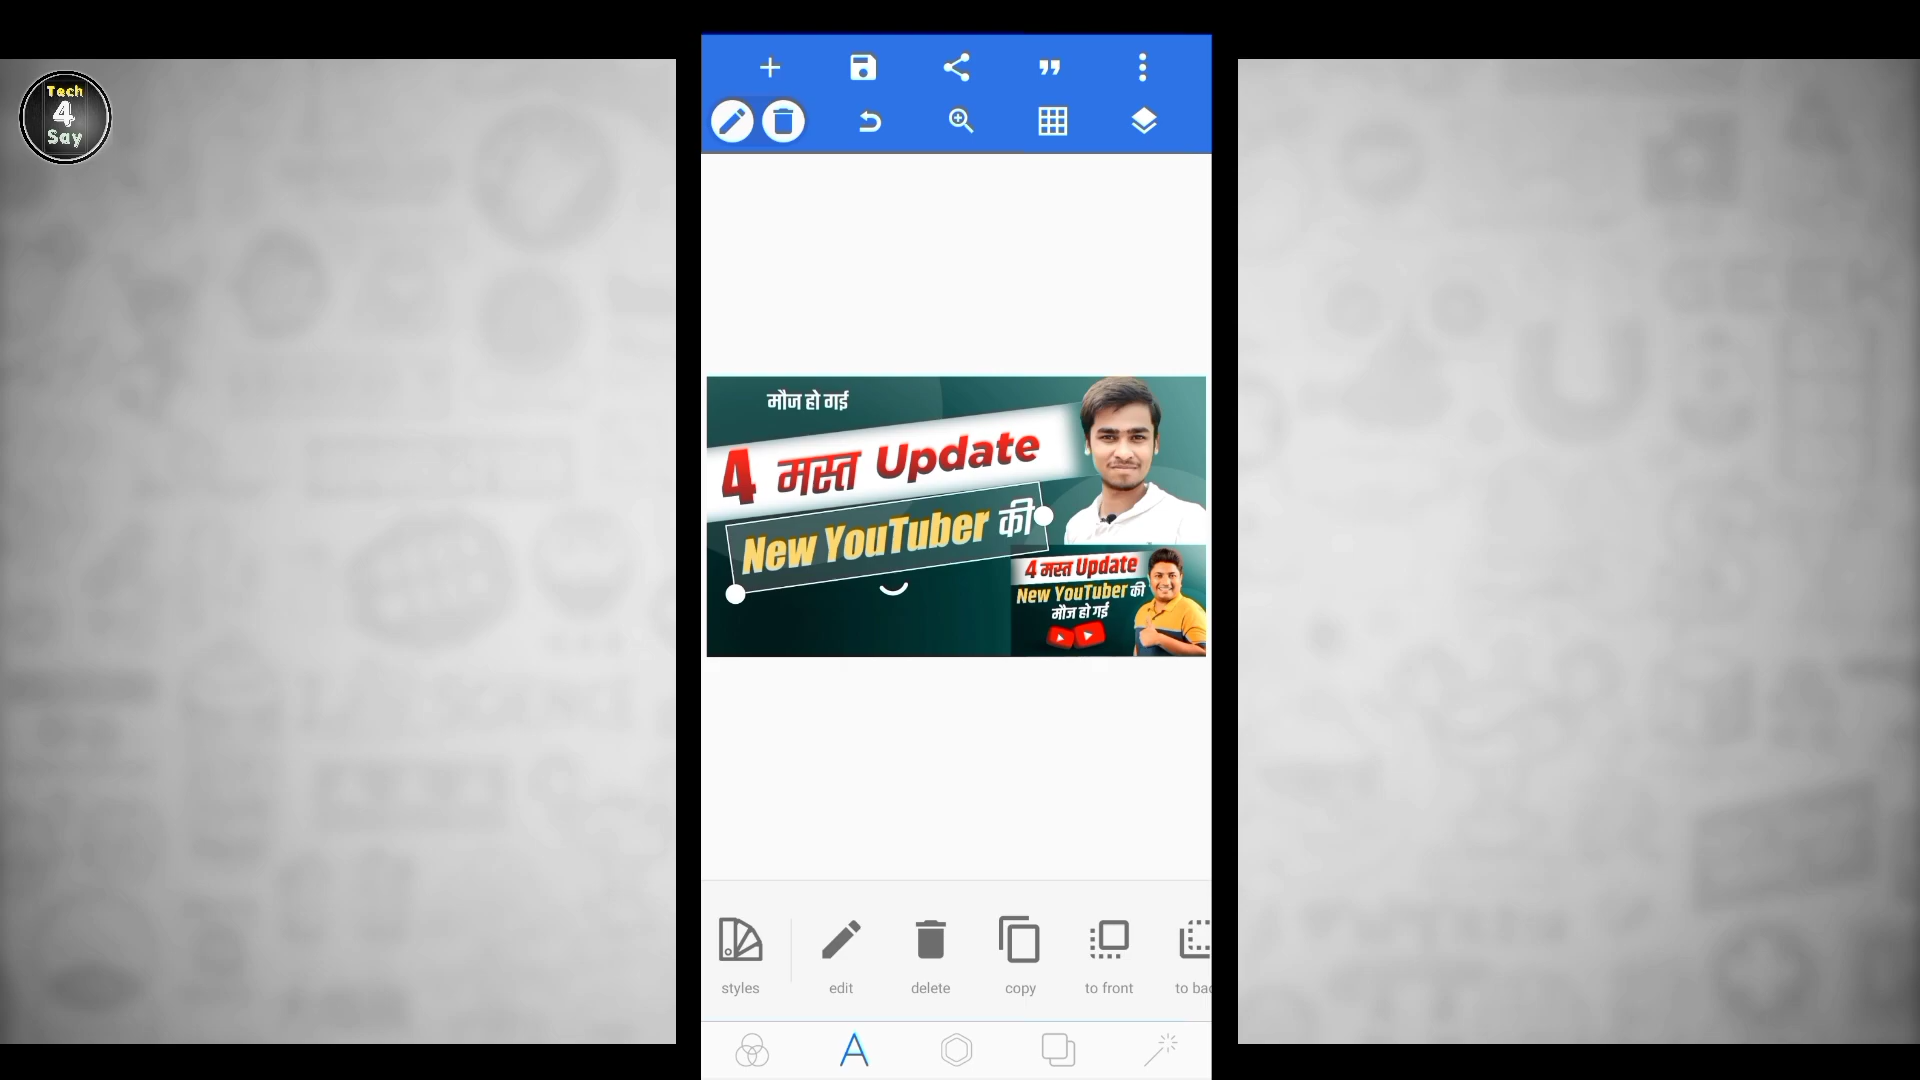 Tech
4
Say
मौज हो गई
4 मस्त Update
New YouTuber की
4 मस्त Update
New YouTuber की
मौज हो गई
styles
edit
delete
copy
to front
to bac